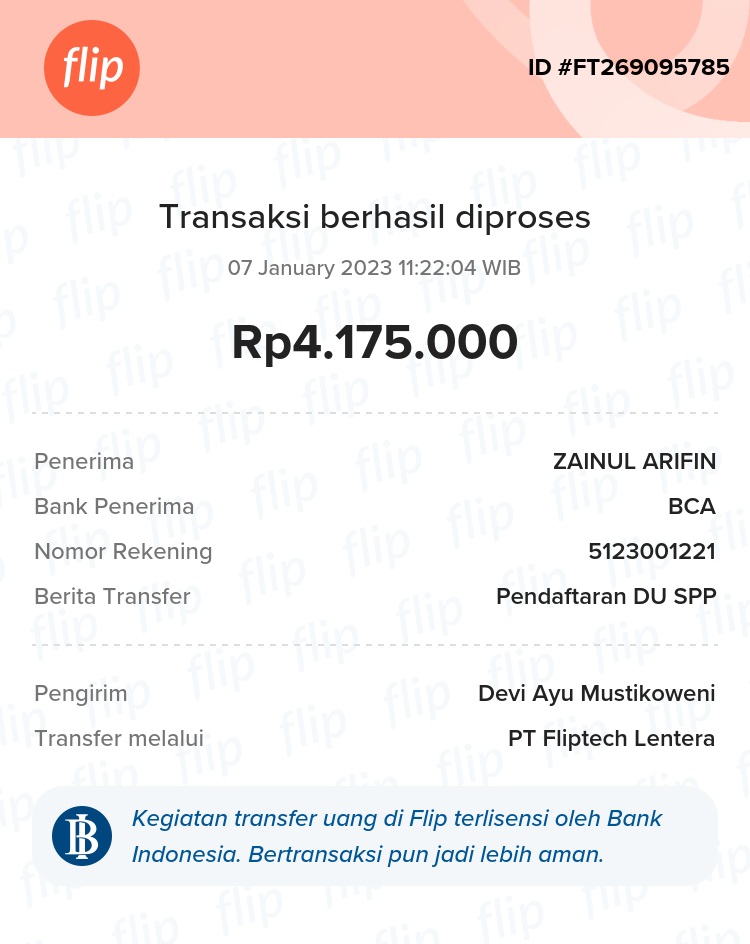 flip
ID #FT269095785
Transaksi berhasil diproses
07 January 2023 11:22:04 WIB
Rp4.175.000
Penerima ZAINUL ARIFIN
Bank Penerima BCA
Nomor Rekening 5123001221
Berita Transfer Pendaftaran DU SPP
Pengirim Devi Ayu Mustikoweni
Transfer melalui PT Fliptech Lentera
Kegiatan transfer uang di Flip terlisensi oleh Bank
Indonesia. Bertransaksi pun jadi lebih aman.